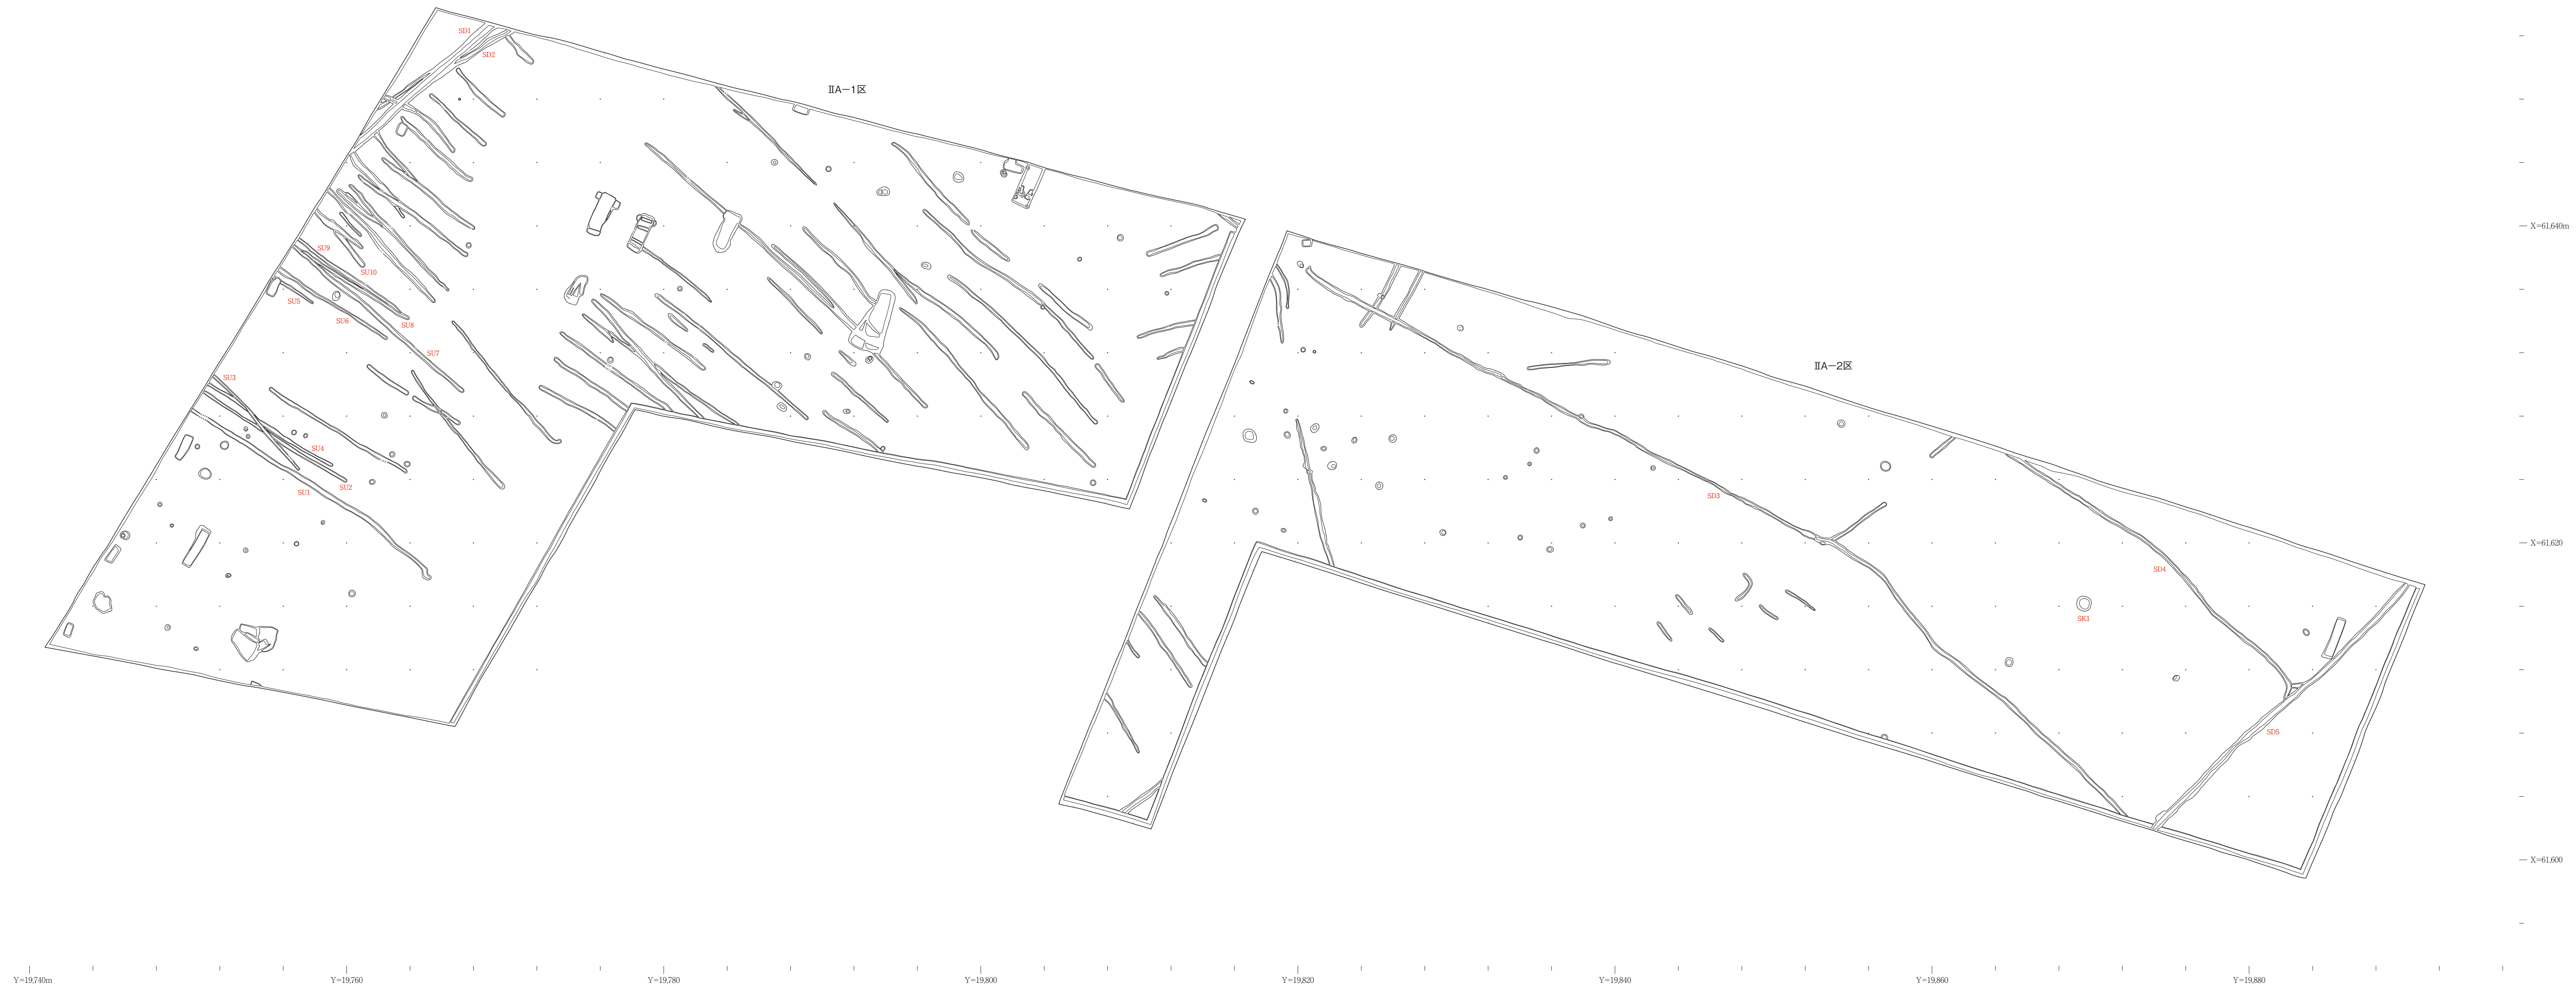 SD1
SD2
ⅡA-1区
X=61,640m
SU9
SU10
SU5
SU6
SU8
SU7
ⅡA-2区
SU3
SU4
SU2
SU1
SD3
X=61,620
SD4
SK1
SD5
X=61,600
Y=19,740m
Y=19,760
Y=19,780
Y=19,800
Y=19,820
Y=19,840
Y=19,860
Y=19,880